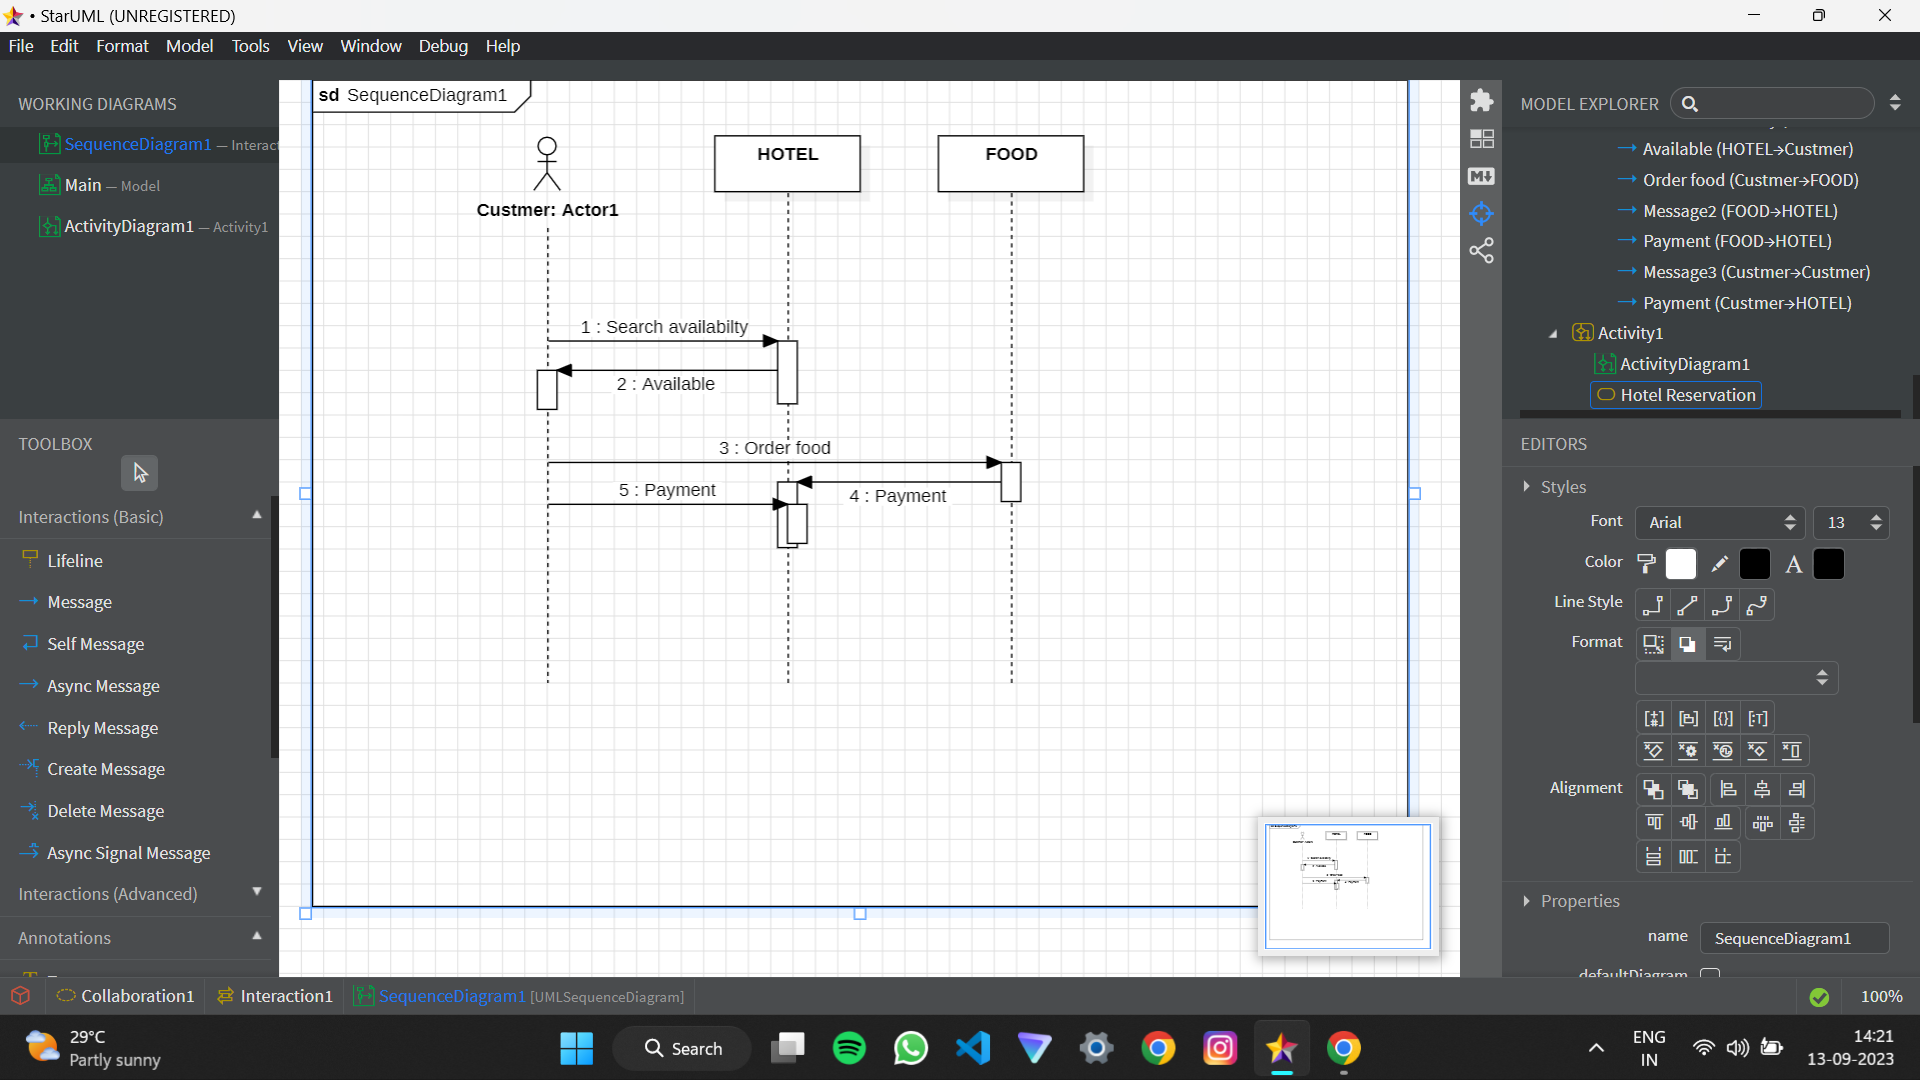 • StarUML (UNREGISTERED)
File Edit Format Model Tools View Window Debug Help
WORKING DIAGRAMS
SequenceDiagram1 — Interact
Main — Model
ActivityDiagram1 — Activity1
TOOLBOX
Interactions (Basic)
Lifeline
Message
Self Message
Async Message
Reply Message
Create Message
Delete Message
Async Signal Message
Interactions (Advanced)
Annotations
sd SequenceDiagram1
HOTEL
FOOD
Custmer: Actor1
1 : Search availabilty
2 : Available
3 : Order food
5 : Payment
4 : Payment
MODEL EXPLORER
Available (HOTEL→Custmer)
Order food (Custmer→FOOD)
Message2 (FOOD→HOTEL)
Payment (FOOD→HOTEL)
Message3 (Custmer→Custmer)
Payment (Custmer→HOTEL)
Activity1
ActivityDiagram1
Hotel Reservation
EDITORS
Styles
Font Arial 13
Color A
Line Style
Format
Alignment
Properties
name SequenceDiagram1
defaultDiagram
Collaboration1 Interaction1 SequenceDiagram1 [UMLSequenceDiagram] 100%
29°C
Partly sunny
Search
ENG
IN
14:21
13-09-2023